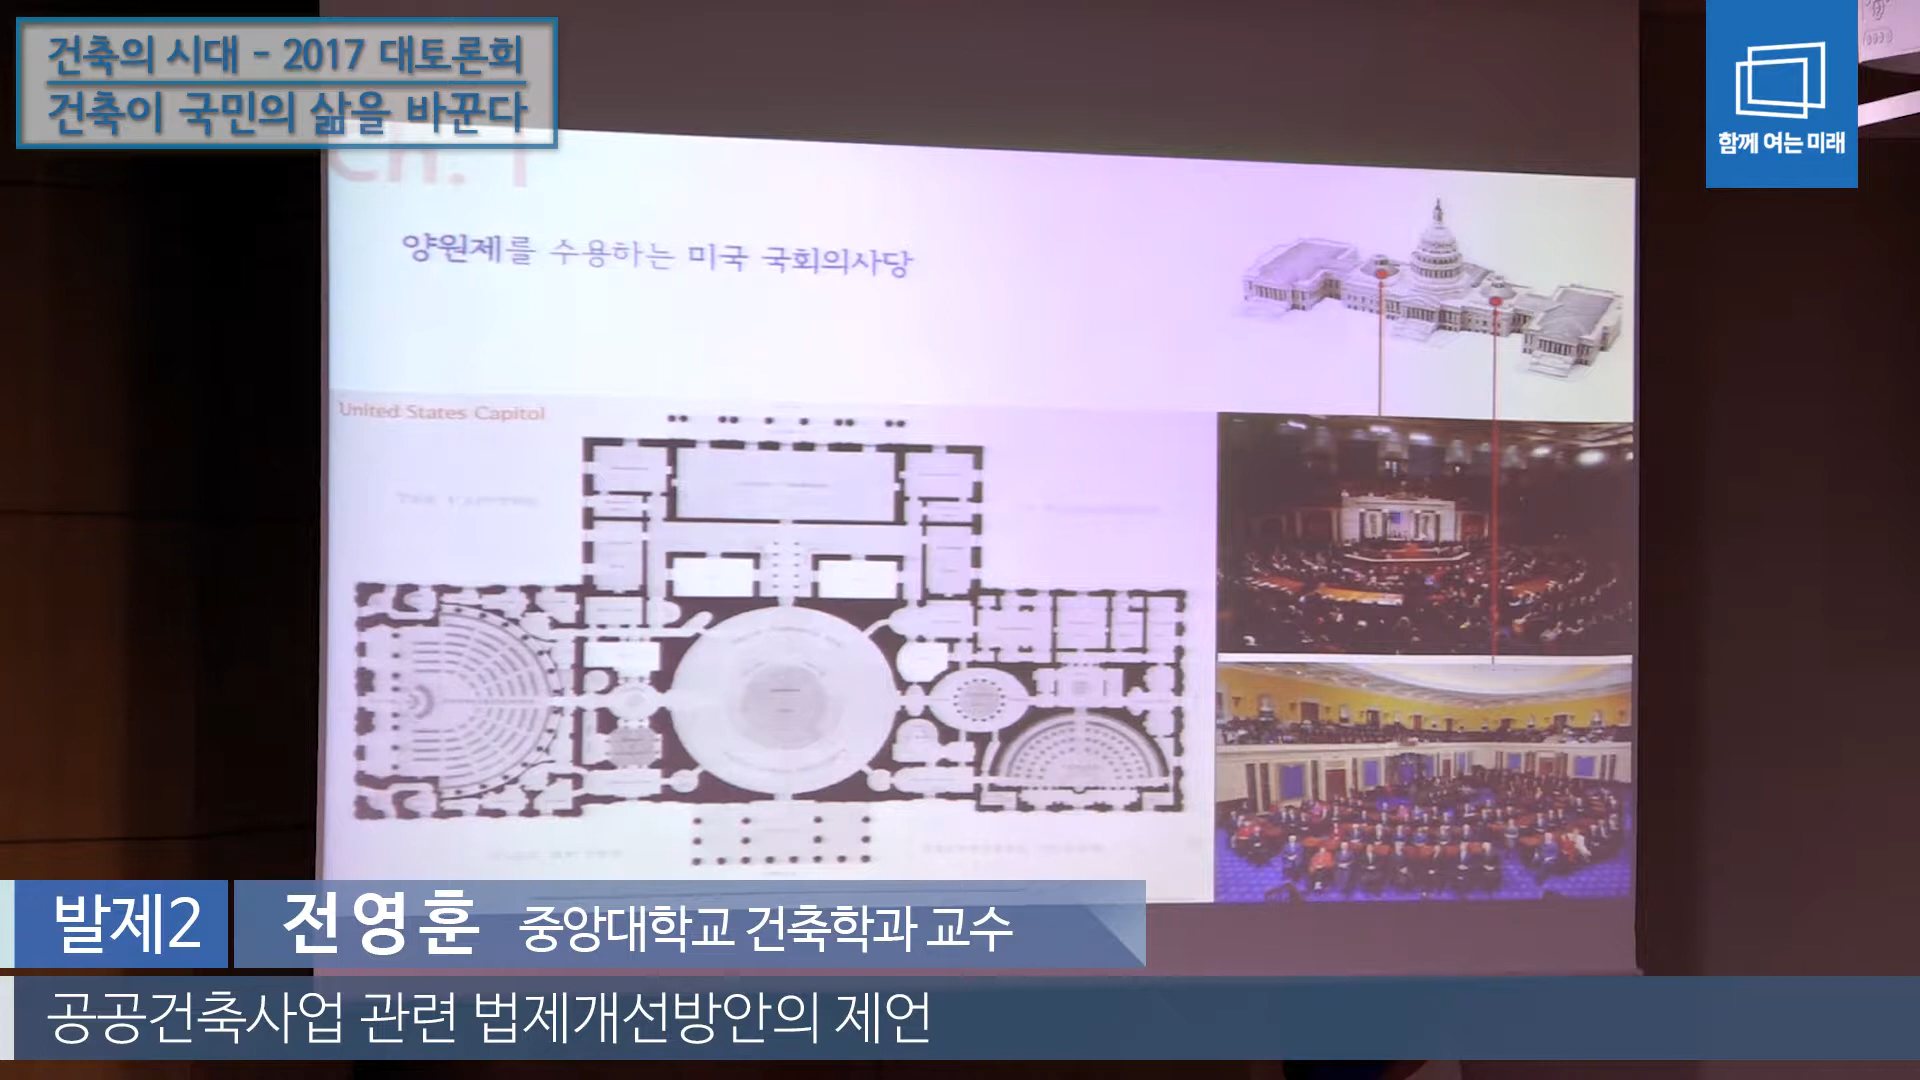 건축의 시대 - 2017 대토론회
건축이 국민의 삶을 바꾼다
함께 여는 미래
Ch. 1
양원제를 수용하는 미국 국회의사당
United States Capitol
발제2
전영훈 중앙대학교 건축학과 교수
공공건축사업 관련 법제개선방안의 제언